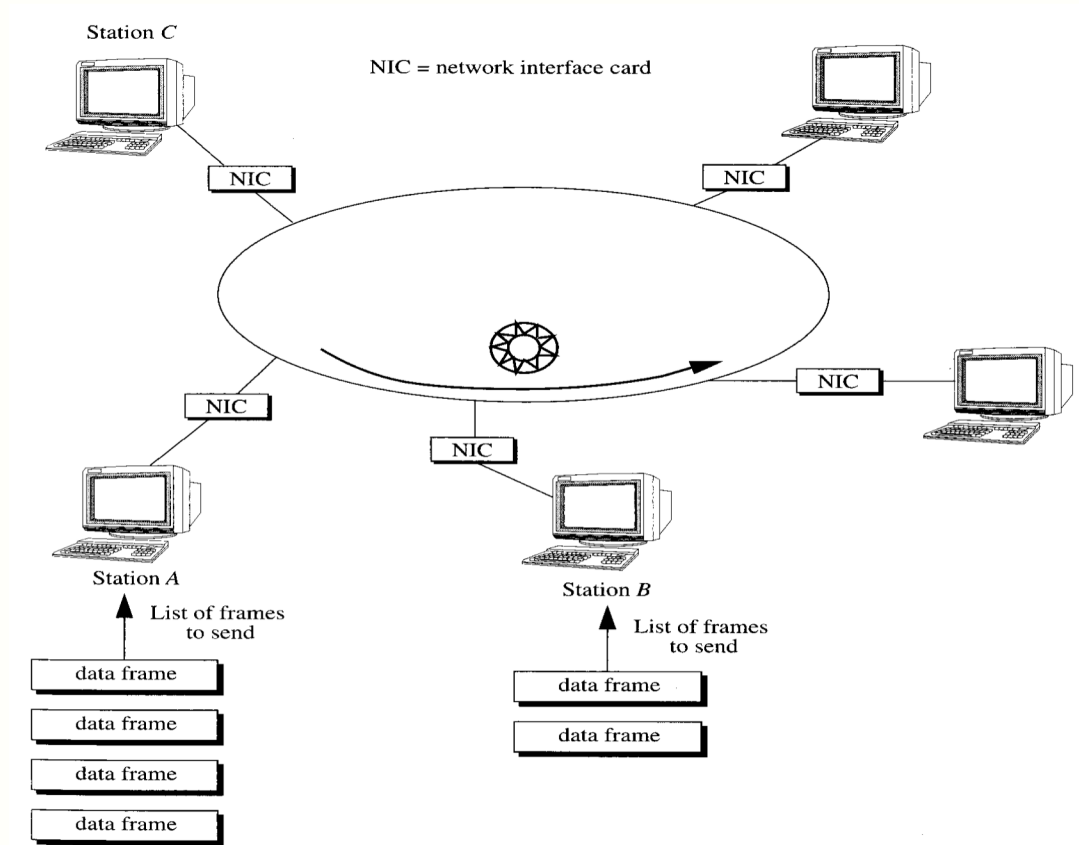 Station C
NIC = network interface card
NIC
NIC
NIC
NIC
NIC
Station A
Station B
List of frames
to send
List of frames
to send
data frame
data frame
data frame
data frame
data frame
data frame